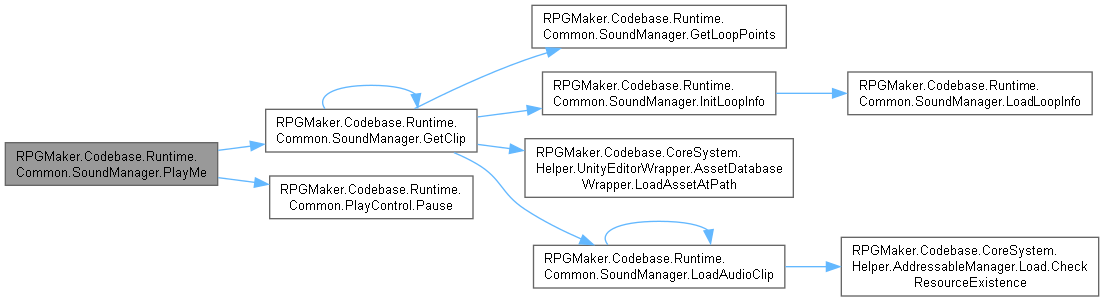 RPGMaker.Codebase.Runtime.
Common.SoundManager.PlayMe
RPGMaker.Codebase.Runtime.
Common.SoundManager.GetClip
RPGMaker.Codebase.Runtime.
Common.PlayControl.Pause
RPGMaker.Codebase.Runtime.
Common.SoundManager.GetLoopPoints
RPGMaker.Codebase.Runtime.
Common.SoundManager.InitLoopInfo
RPGMaker.Codebase.CoreSystem.
Helper.UnityEditorWrapper.AssetDatabase
Wrapper.LoadAssetAtPath
RPGMaker.Codebase.Runtime.
Common.SoundManager.LoadAudioClip
RPGMaker.Codebase.Runtime.
Common.SoundManager.LoadLoopInfo
RPGMaker.Codebase.CoreSystem.
Helper.AddressableManager.Load.Check
ResourceExistence